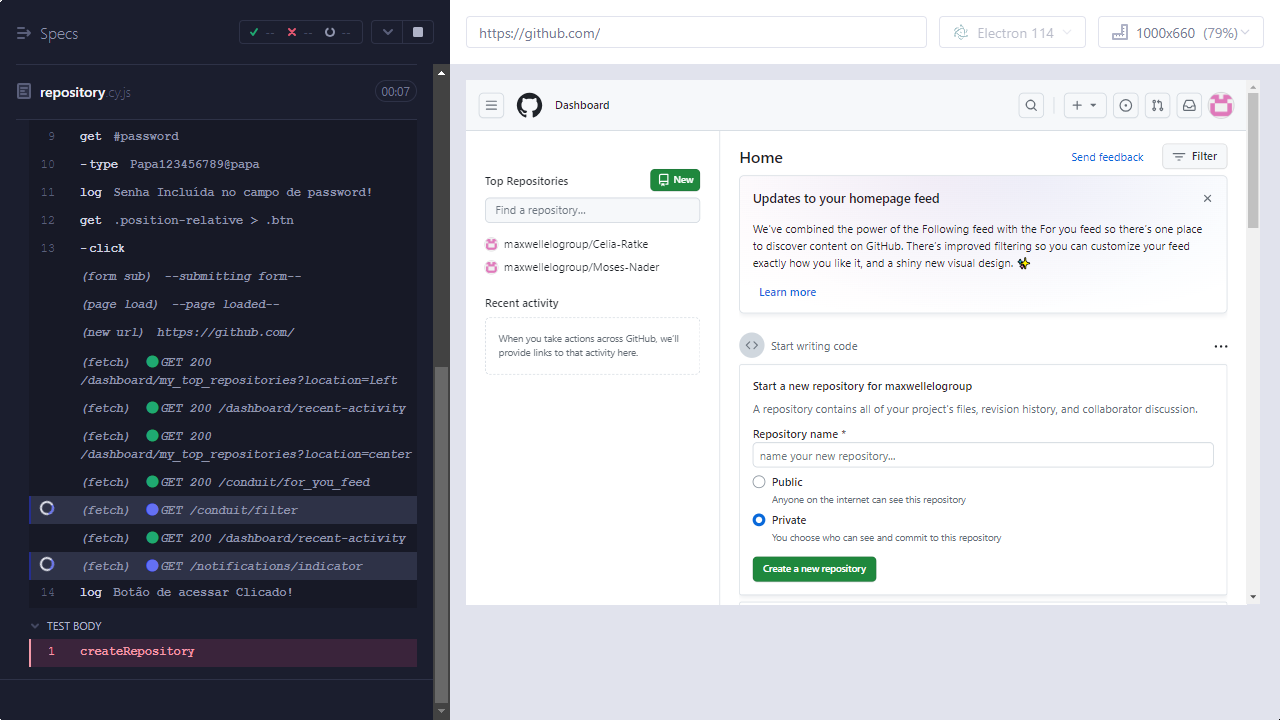 Specs
-- -- --
repository.cy.js
00:07
9 get #password
10 -type Papa123456789@papa
11 log Senha Incluída no campo de password!
12 get .position-relative > .btn
13 -click
(form sub) --submitting form--
(page load) --page loaded--
(new url) https://github.com/
(fetch) GET 200
/dashboard/my_top_repositories?location=left
(fetch) GET 200 /dashboard/recent-activity
(fetch) GET 200
/dashboard/my_top_repositories?location=center
(fetch) GET 200 /conduit/for_you_feed
(fetch) GET /conduit/filter
(fetch) GET 200 /dashboard/recent-activity
(fetch) GET /notifications/indicator
14 log Botão de acessar Clicado!
TEST BODY
1 createRepository
https://github.com/
Electron 114
1000x660 (79%)
Dashboard
Top Repositories
New
Find a repository...
maxwellelogroup/Celia-Ratke
maxwellelogroup/Moses-Nader
Recent activity
When you take actions across GitHub, we'll
provide links to that activity here.
Home
Send feedback
Filter
Updates to your homepage feed
We've combined the power of the Following feed with the For you feed so there's one place
to discover content on GitHub. There's improved filtering so you can customize your feed
exactly how you like it, and a shiny new visual design. ✨
Learn more
Start writing code
Start a new repository for maxwellelogroup
A repository contains all of your project's files, revision history, and collaborator discussion.
Repository name *
name your new repository...
Public
Anyone on the internet can see this repository
Private
You choose who can see and commit to this repository
Create a new repository